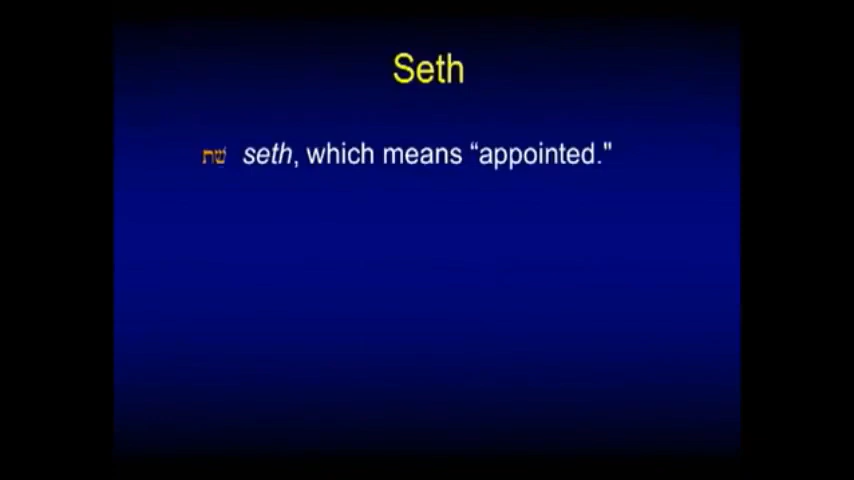 Seth
שֵׁת seth, which means “appointed."